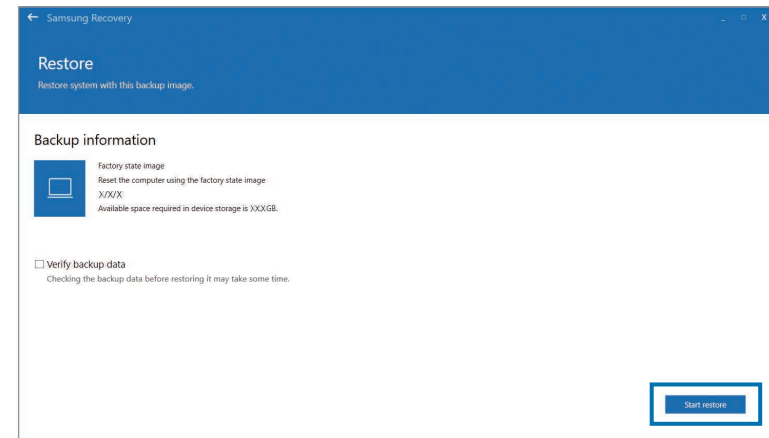 Samsung Recovery
Restore
Restore system with this backup image.
Backup information
Factory state image
Reset the computer using the factory state image
X/X/X
Available space required in device storage is XXXGB.
Verify backup data
Checking the backup data before restoring it may take some time.
Start restore